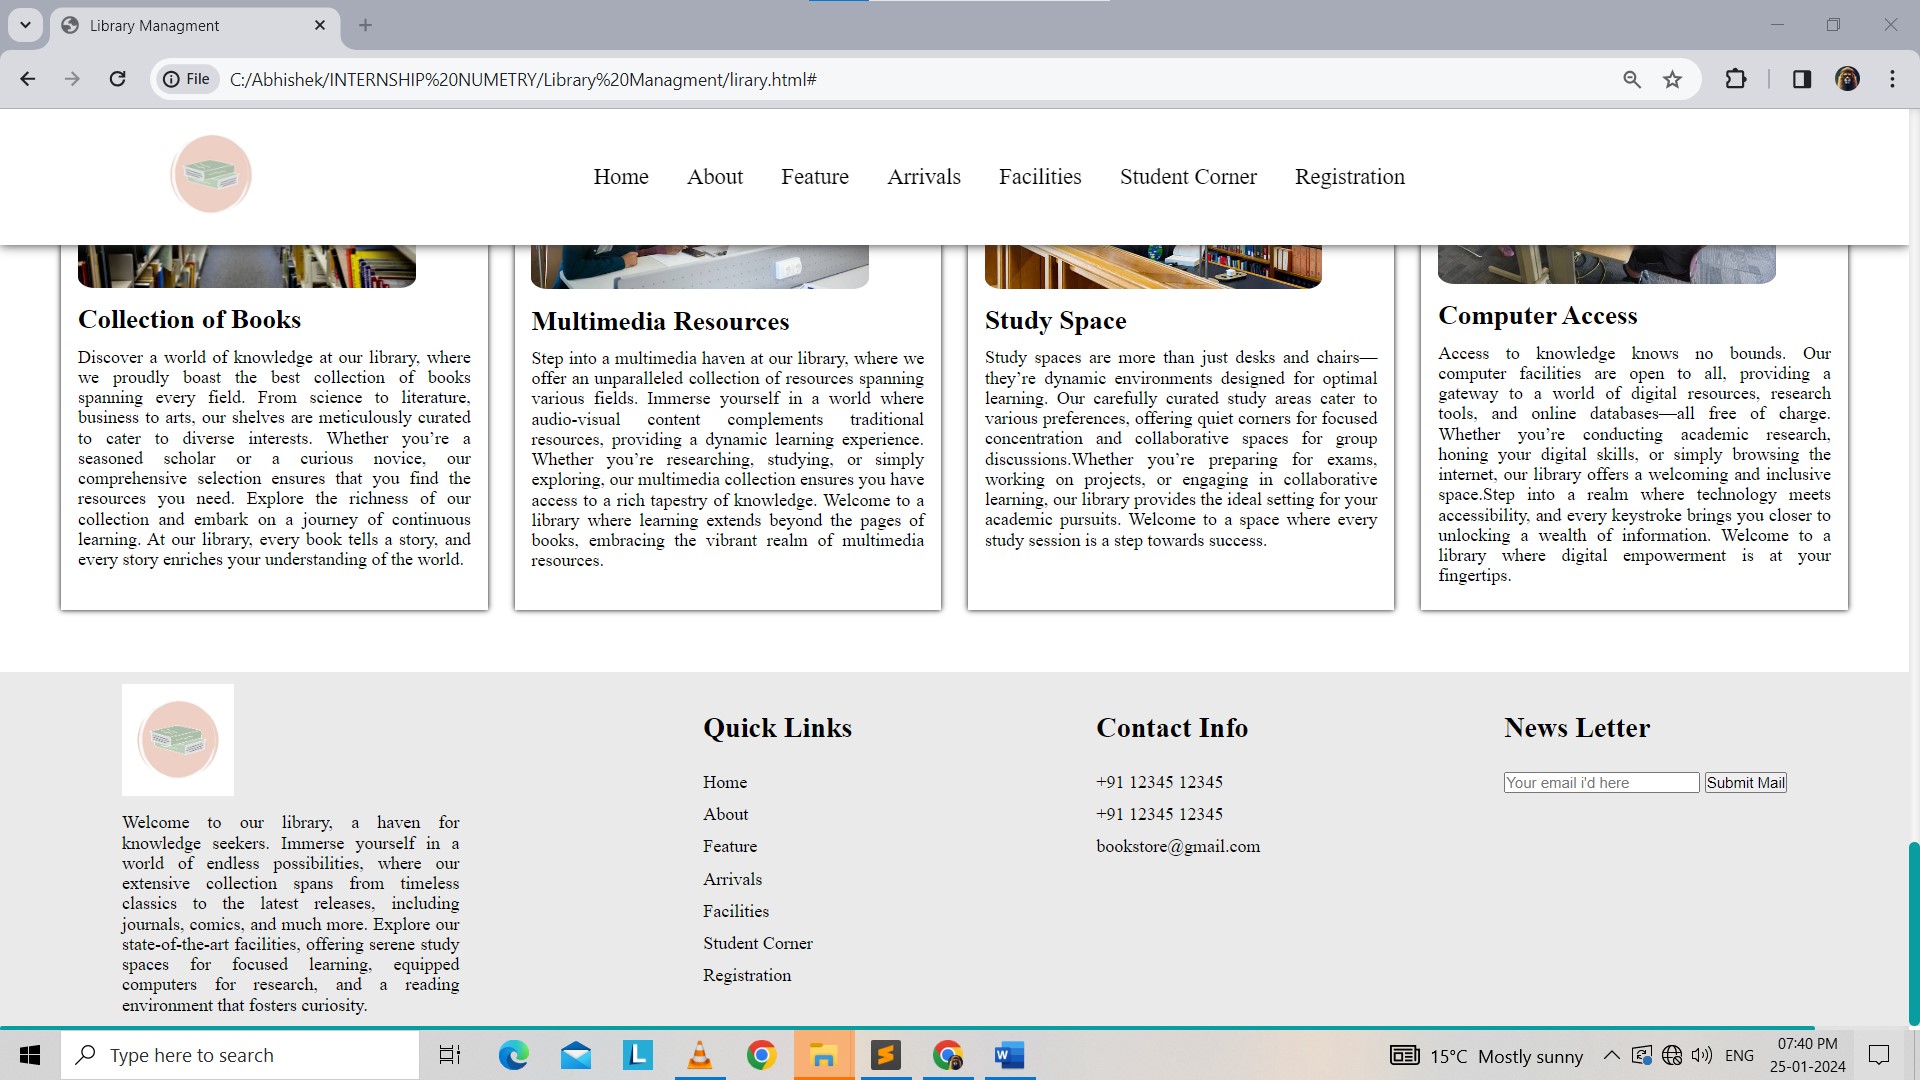 Library Managment
File
C:/Abhishek/INTERNSHIP%20NUMETRY/Library%20Managment/lirary.html#
Home About Feature Arrivals Facilities Student Corner Registration
Collection of Books
Discover a world of knowledge at our library, where
we proudly boast the best collection of books
spanning every field. From science to literature,
business to arts, our shelves are meticulously curated
to cater to diverse interests. Whether you’re a
seasoned scholar or a curious novice, our
comprehensive selection ensures that you find the
resources you need. Explore the richness of our
collection and embark on a journey of continuous
learning. At our library, every book tells a story, and
every story enriches your understanding of the world.
Multimedia Resources
Step into a multimedia haven at our library, where we
offer an unparalleled collection of resources spanning
various fields. Immerse yourself in a world where
audio-visual content complements traditional
resources, providing a dynamic learning experience.
Whether you’re researching, studying, or simply
exploring, our multimedia collection ensures you have
access to a rich tapestry of knowledge. Welcome to a
library where learning extends beyond the pages of
books, embracing the vibrant realm of multimedia
resources.
Study Space
Study spaces are more than just desks and chairs—
they’re dynamic environments designed for optimal
learning. Our carefully curated study areas cater to
various preferences, offering quiet corners for focused
concentration and collaborative spaces for group
discussions.Whether you’re preparing for exams,
working on projects, or engaging in collaborative
learning, our library provides the ideal setting for your
academic pursuits. Welcome to a space where every
study session is a step towards success.
Computer Access
Access to knowledge knows no bounds. Our
computer facilities are open to all, providing a
gateway to a world of digital resources, research
tools, and online databases—all free of charge.
Whether you’re conducting academic research,
honing your digital skills, or simply browsing the
internet, our library offers a welcoming and inclusive
space.Step into a realm where technology meets
accessibility, and every keystroke brings you closer to
unlocking a wealth of information. Welcome to a
library where digital empowerment is at your
fingertips.
Welcome to our library, a haven for
knowledge seekers. Immerse yourself in a
world of endless possibilities, where our
extensive collection spans from timeless
classics to the latest releases, including
journals, comics, and much more. Explore our
state-of-the-art facilities, offering serene study
spaces for focused learning, equipped
computers for research, and a reading
environment that fosters curiosity.
Quick Links
Home
About
Feature
Arrivals
Facilities
Student Corner
Registration
Contact Info
+91 12345 12345
+91 12345 12345
bookstore@gmail.com
News Letter
Your email i'd here Submit Mail
Type here to search
L
S
W
15°C Mostly sunny
ENG
07:40 PM
25-01-2024